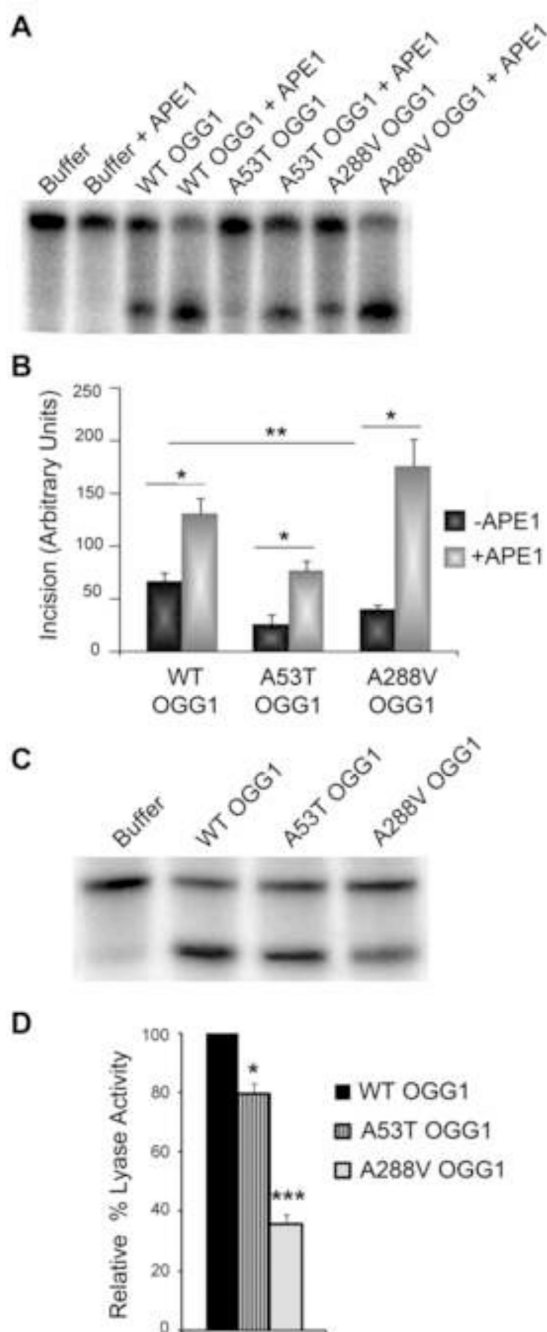 A
Buffer
Buffer + APE1
WT OGG1
WT OGG1 + APE1
A53T OGG1
A53T OGG1 + APE1
A288V OGG1
A288V OGG1 + APE1
B
Incision (Arbitrary Units)
250
200
150
100
50
0
*
**
*
*
-APE1
+APE1
WT
OGG1
A53T
OGG1
A288V
OGG1
C
Buffer
WT OGG1
A53T OGG1
A288V OGG1
D
Relative % Lyase Activity
100
80
60
40
20
0
*
***
WT OGG1
A53T OGG1
A288V OGG1